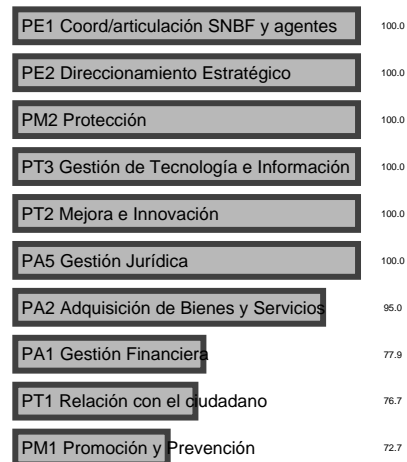 PE1 Coord/articulación SNBF y agentes 100.0
PE2 Direccionamiento Estratégico 100.0
PM2 Protección 100.0
PT3 Gestión de Tecnología e Información 100.0
PT2 Mejora e Innovación 100.0
PA5 Gestión Jurídica 100.0
PA2 Adquisición de Bienes y Servicios 95.0
PA1 Gestión Financiera 77.9
PT1 Relación con el ciudadano 76.7
PM1 Promoción y Prevención 72.7